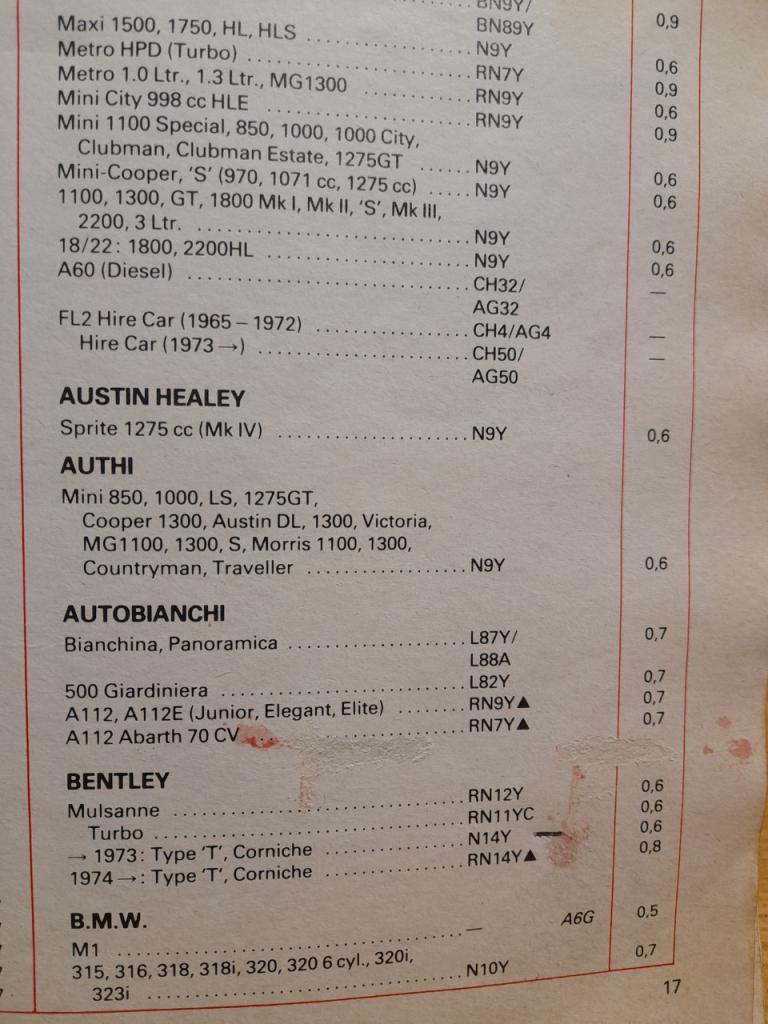 BN9Y/
Maxi 1500, 1750, HL, HLS .................. BN89Y 0,9
Metro HPD (Turbo) ........................ N9Y
Metro 1.0 Ltr., 1.3 Ltr., MG1300 ............ RN7Y 0,6
Mini City 998 cc HLE ...................... RN9Y 0,9
Mini 1100 Special, 850, 1000, 1000 City, RN9Y 0,6
Clubman, Clubman Estate, 1275GT ...... N9Y 0,9
Mini-Cooper, 'S' (970, 1071 cc, 1275 cc) ..... N9Y 0,6
1100, 1300, GT, 1800 Mk I, Mk II, 'S', Mk III, 0,6
2200, 3 Ltr. .............................. N9Y
18/22: 1800, 2200HL ...................... N9Y 0,6
A60 (Diesel) .............................. CH32/ 0,6
AG32 —
FL2 Hire Car (1965 – 1972) ................ CH4/AG4 —
Hire Car (1973 →) ...................... CH50/ —
AG50
AUSTIN HEALEY
Sprite 1275 cc (Mk IV) .................... N9Y 0,6
AUTHI
Mini 850, 1000, LS, 1275GT,
Cooper 1300, Austin DL, 1300, Victoria,
MG1100, 1300, S, Morris 1100, 1300,
Countryman, Traveller .................. N9Y 0,6
AUTOBIANCHI
Bianchina, Panoramica .................... L87Y/ 0,7
L88A
500 Giardiniera .......................... L82Y 0,7
A112, A112E (Junior, Elegant, Elite) ........ RN9Y▲ 0,7
A112 Abarth 70 CV .. RN7Y▲ 0,7
BENTLEY
Mulsanne ................................ RN12Y 0,6
Turbo .................................. RN11YC 0,6
→ 1973: Type 'T', Corniche ................ N14Y 0,6
1974 →: Type 'T', Corniche ................ RN14Y▲ 0,8
B.M.W.
M1 ...................................... — A6G 0,5
315, 316, 318, 318i, 320, 320 6 cyl., 320i,
323i .................................... N10Y 0,7
17